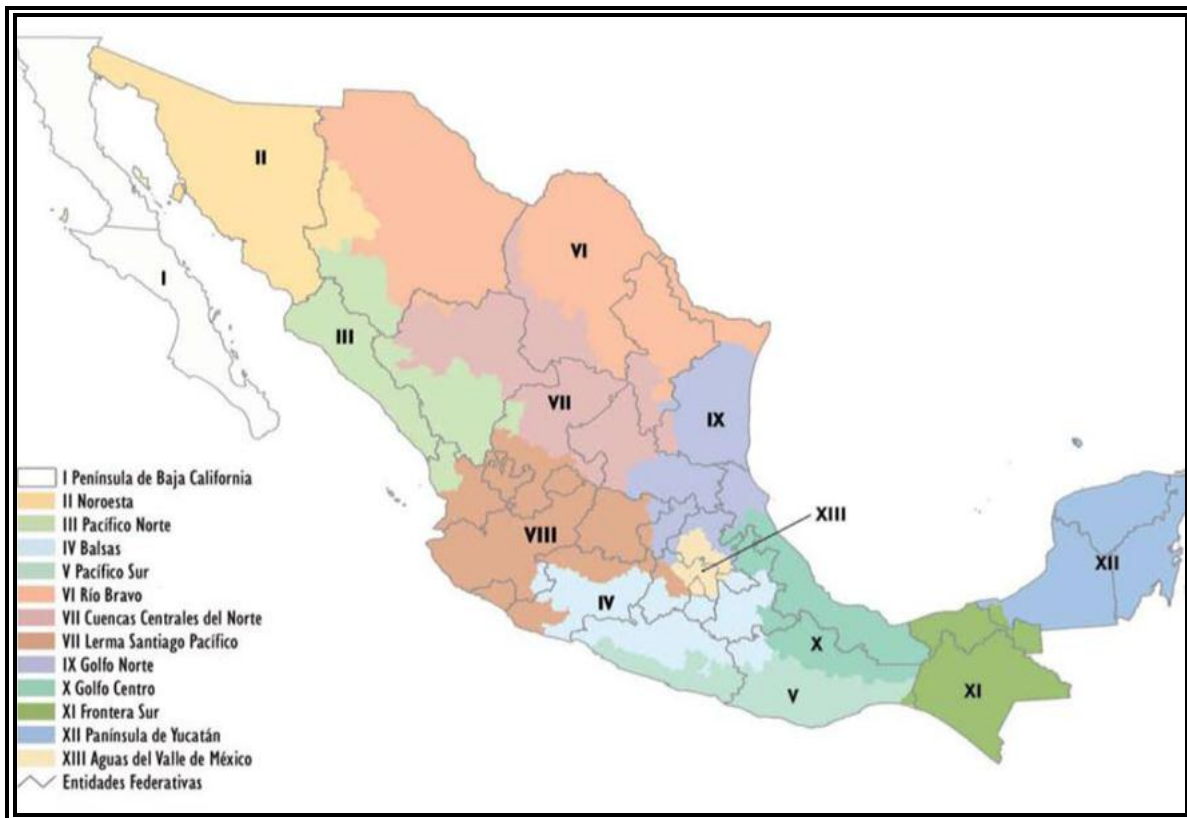 II
I
VI
III
VII
IX
XIII
VIII
XII
IV
X
V
XI
I Península de Baja California
II Noroesta
III Pacífico Norte
IV Balsas
V Pacífico Sur
VI Río Bravo
VII Cuencas Centrales del Norte
VII Lerma Santiago Pacífico
IX Golfo Norte
X Golfo Centro
XI Frontera Sur
XII Panínsula de Yucatán
XIII Aguas del Valle de México
Entidades Federativas